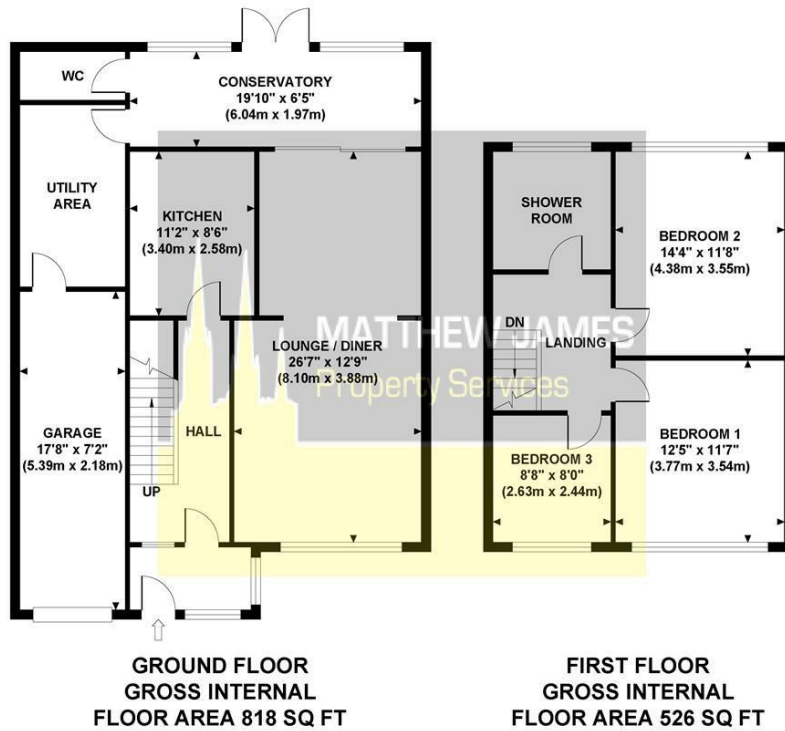 WC
CONSERVATORY
19'10" x 6'5"
(6.04m x 1.97m)
UTILITY
AREA
KITCHEN
11'2" x 8'6"
(3.40m x 2.58m)
LOUNGE / DINER
26'7" x 12'9"
(8.10m x 3.88m)
GARAGE
17'8" x 7'2"
(5.39m x 2.18m)
HALL
UP
SHOWER
ROOM
BEDROOM 2
14'4" x 11'8"
(4.38m x 3.55m)
DN
LANDING
BEDROOM 3
8'8" x 8'0"
(2.63m x 2.44m)
BEDROOM 1
12'5" x 11'7"
(3.77m x 3.54m)
MATTHEW JAMES
Property Services
GROUND FLOOR
GROSS INTERNAL
FLOOR AREA 818 SQ FT
FIRST FLOOR
GROSS INTERNAL
FLOOR AREA 526 SQ FT